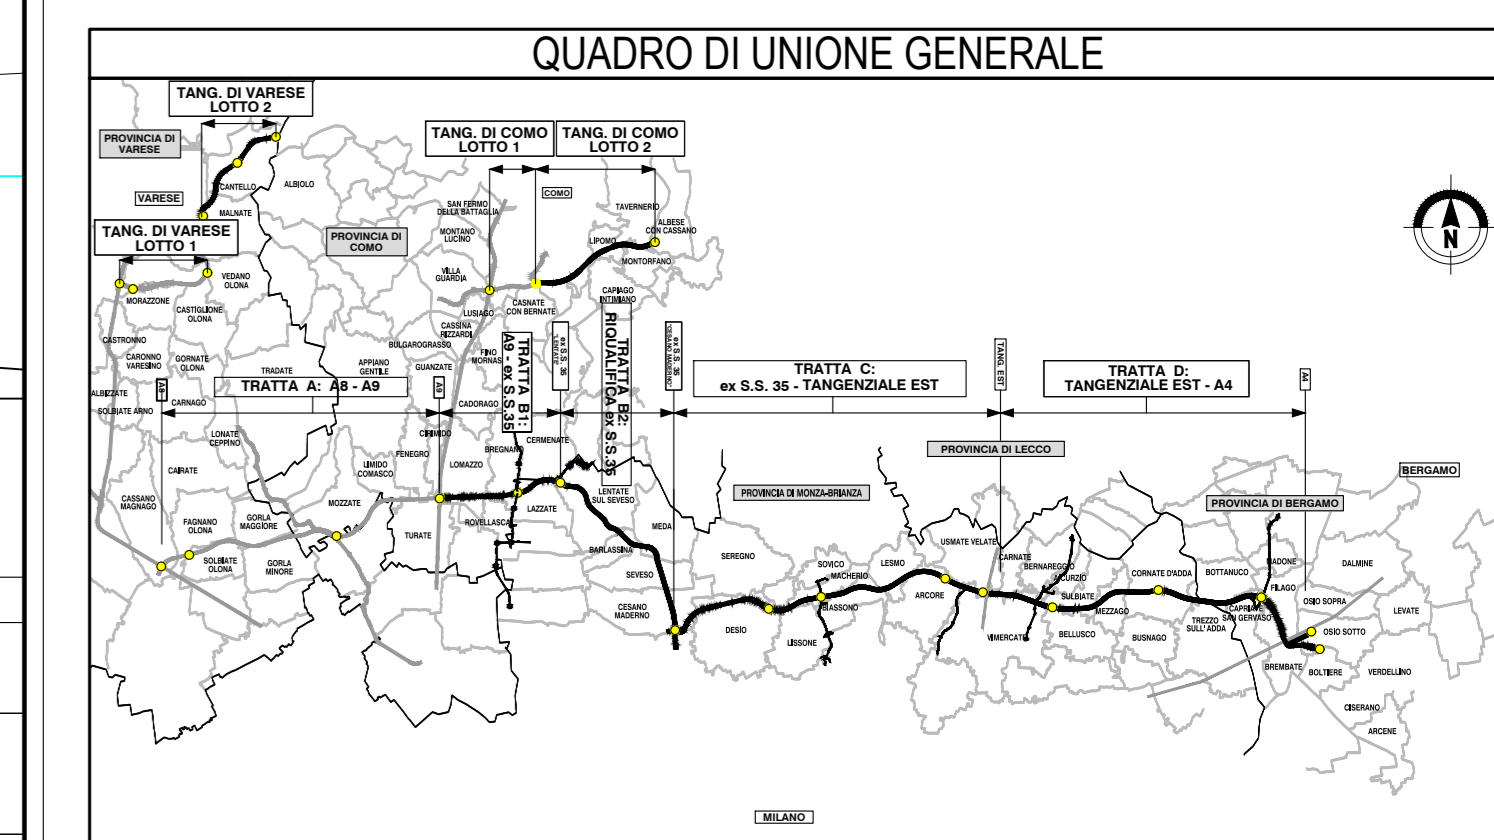 QUADRO DI UNIONE GENERALE
TANG. DI VARESE
LOTTO 2
PROVINCIA DI
VARESE
VARESE
CANTELLO
ALBIOLO
MALNATE
TANG. DI VARESE
LOTTO 1
PROVINCIA DI
COMO
TANG. DI COMO
LOTTO 1
TANG. DI COMO
LOTTO 2
COMO
SAN FERMO
DELLA BATTAGLIA
MONTANO
LUCINO
VILLA
GUARDIA
TAVERNERIO
ALBESE
CON CASSANO
LIPOMO
MONTORFANO
CAPIAGO
INTIMIANO
CASNATE
CON BERNATE
LUSIAGO
CASSINA
RIZZARDI
BULGAROGRASSO
FINO
MORNAS
GUANZATE
APPIANO
GENTILE
CADORAGO
VEDANO
OLONA
MORAZZONE
CASTIGLIONE
OLONA
CASTRONNO
CARONNO
VARESINO
GORNATE
OLONA
TRADATE
ALBIZZATE
SOLBIATE ARNO
CARNAGO
A8
TRATTA A: A8 - A9
A9
TRATTA B1:
A9 - ex S.S.35
ex S.S. 35
"LENTATE"
TRATTA B2:
RIQUALIFICA ex S.S.35
ex S.S. 35
"CESANO MADERNO"
TRATTA C:
ex S.S. 35 - TANGENZIALE EST
TANG. EST
TRATTA D:
TANGENZIALE EST - A4
A4
N
LONATE
CEPPINO
CAIRATE
CASSANO
MAGNAGO
FAGNANO
OLONA
SOLBIATE
OLONA
GORLA
MAGGIORE
GORLA
MINORE
MOZZATE
LIMIDO
COMASCO
FENEGRO
CIRIMIDO
LOMAZZO
BREGNANO
CERMENATE
TURATE
ROVELLASCA
LAZZATE
LENTATE
SUL SEVESO
MEDA
BARLASSINA
SEVESO
CESANO
MADERNO
PROVINCIA DI MONZA-BRIANZA
PROVINCIA DI LECCO
PROVINCIA DI BERGAMO
BERGAMO
SEREGNO
DESIO
SOVICO
MACHERIO
BIASSONO
LISSONE
LESMO
ARCORE
USMATE VELATE
CARNATE
BERNAREGGIO
AICURZIO
SULBIATE
MEZZAGO
VIMERCATE
BELLUSCO
BUSNAGO
CORNATE D'ADDA
TREZZO
SULL'ADDA
BOTTANUCO
CAPRIATE
SAN GERVASO
MADONE
FILAGO
DALMINE
OSIO SOPRA
LEVATE
OSIO SOTTO
BREMBATE
BOLTIERE
VERDELLINO
CISERANO
ARCENE
MILANO